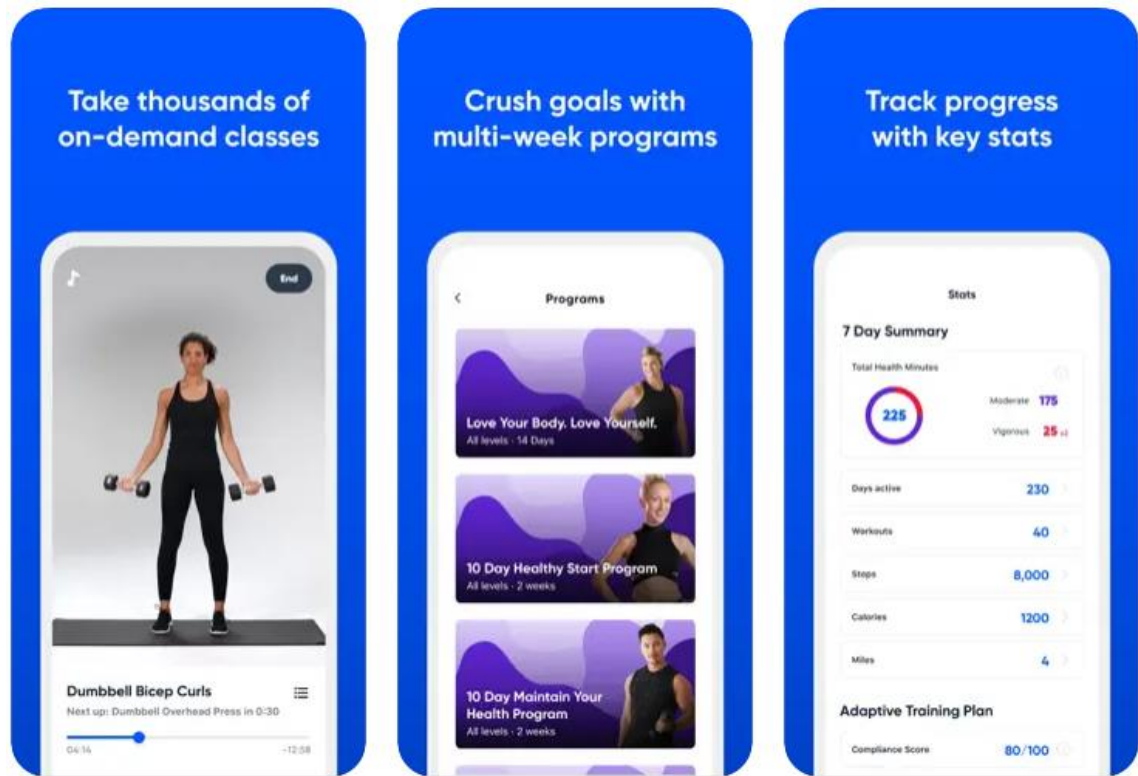 Take thousands of
on-demand classes
End
Dumbbell Bicep Curls
Next up: Dumbbell Overhead Press in 0:30
04:14
-12:58
Crush goals with
multi-week programs
Programs
Love Your Body. Love Yourself.
All levels · 14 Days
10 Day Healthy Start Program
All levels · 2 weeks
10 Day Maintain Your
Health Program
All levels · 2 weeks
Track progress
with key stats
Stats
7 Day Summary
Total Health Minutes
225
Moderate 175
Vigorous 25 x2
Days active 230
Workouts 40
Steps 8,000
Calories 1200
Miles 4
Adaptive Training Plan
Compliance Score 80/100